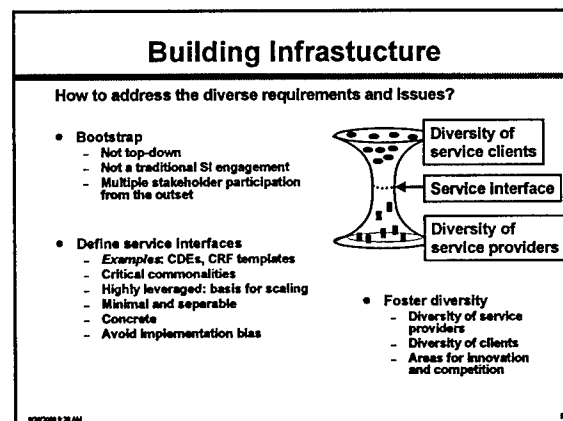 Building Infrastucture
How to address the diverse requirements and issues?
• Bootstrap
– Not top-down
– Not a traditional SI engagement
– Multiple stakeholder participation
from the outset
• Define service interfaces
– Examples: CDEs, CRF templates
– Critical commonalities
– Highly leveraged: basis for scaling
– Minimal and separable
– Concrete
– Avoid implementation bias
Diversity of
service clients
Service interface
Diversity of
service providers
• Foster diversity
– Diversity of service
providers
– Diversity of clients
– Areas for innovation
and competition
AM